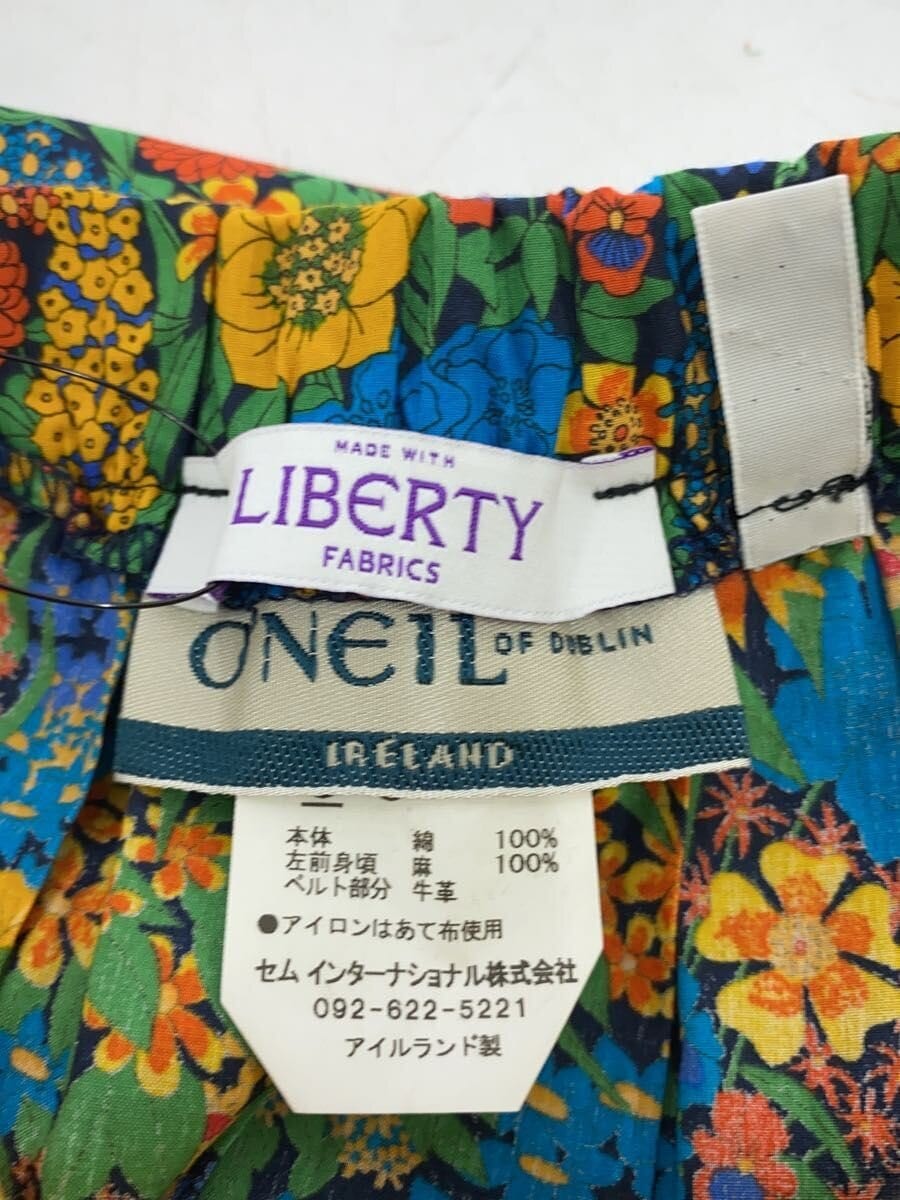 MADE WITH
LIBERTY
FABRICS
O'NEIL OF DUBLIN
IRELAND
本体 綿 100%
左前身頃 麻 100%
ベルト部分 牛革
●アイロンはあて布使用
セム インターナショナル株式会社
092-622-5221
アイルランド製